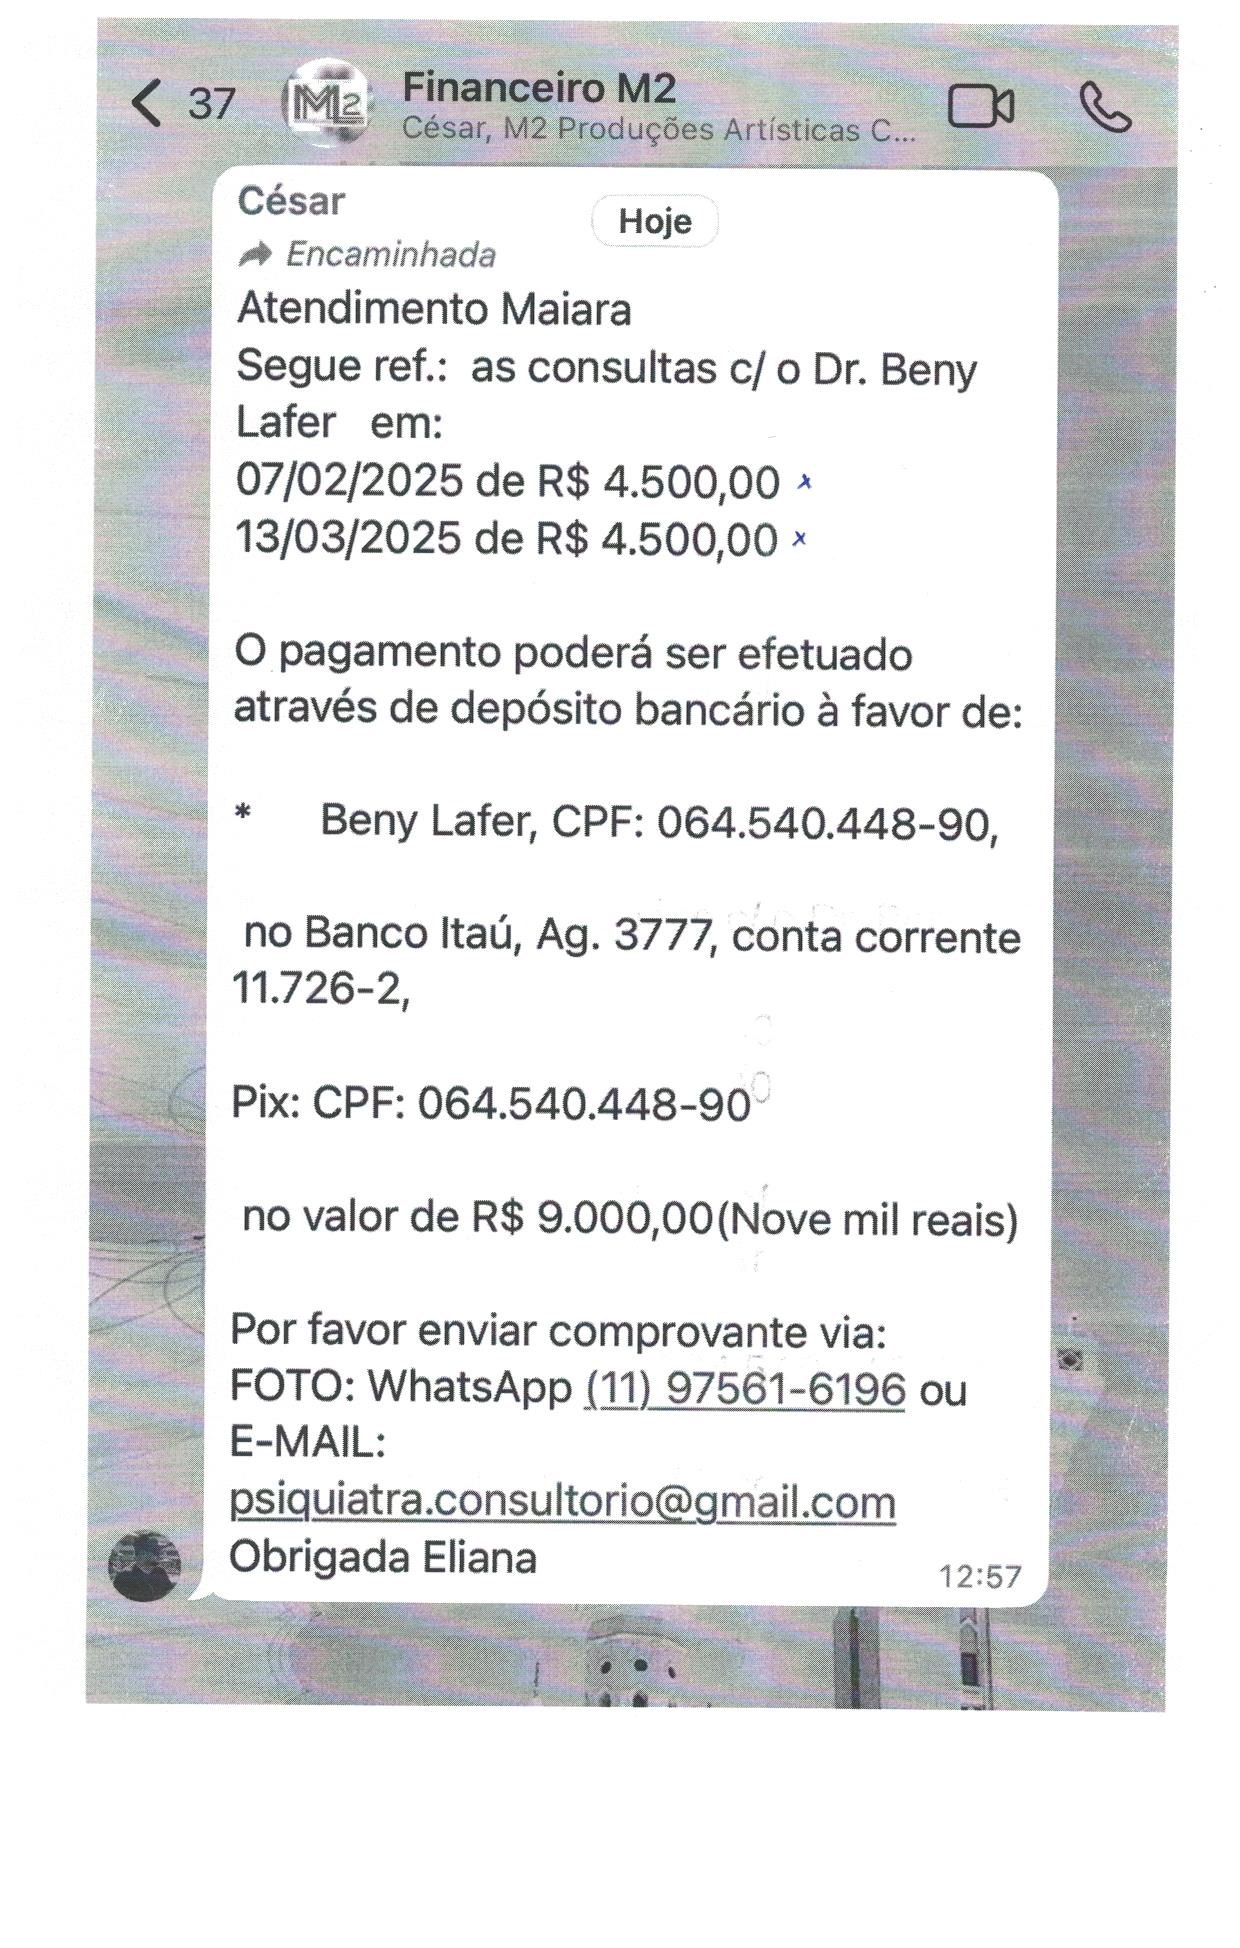 37
M2
Financeiro M2
César, M2 Produções Artísticas C...
César
Hoje
Encaminhada
Atendimento Maiara
Segue ref.: as consultas c/ o Dr. Beny
Lafer em:
07/02/2025 de R$ 4.500,00 x
13/03/2025 de R$ 4.500,00 x
O pagamento poderá ser efetuado
através de depósito bancário à favor de:
* Beny Lafer, CPF: 064.540.448-90,
no Banco Itaú, Ag. 3777, conta corrente
11.726-2,
Pix: CPF: 064.540.448-90
no valor de R$ 9.000,00(Nove mil reais)
Por favor enviar comprovante via:
FOTO: WhatsApp (11) 97561-6196 ou
E-MAIL:
psiquiatra.consultorio@gmail.com
Obrigada Eliana
12:57